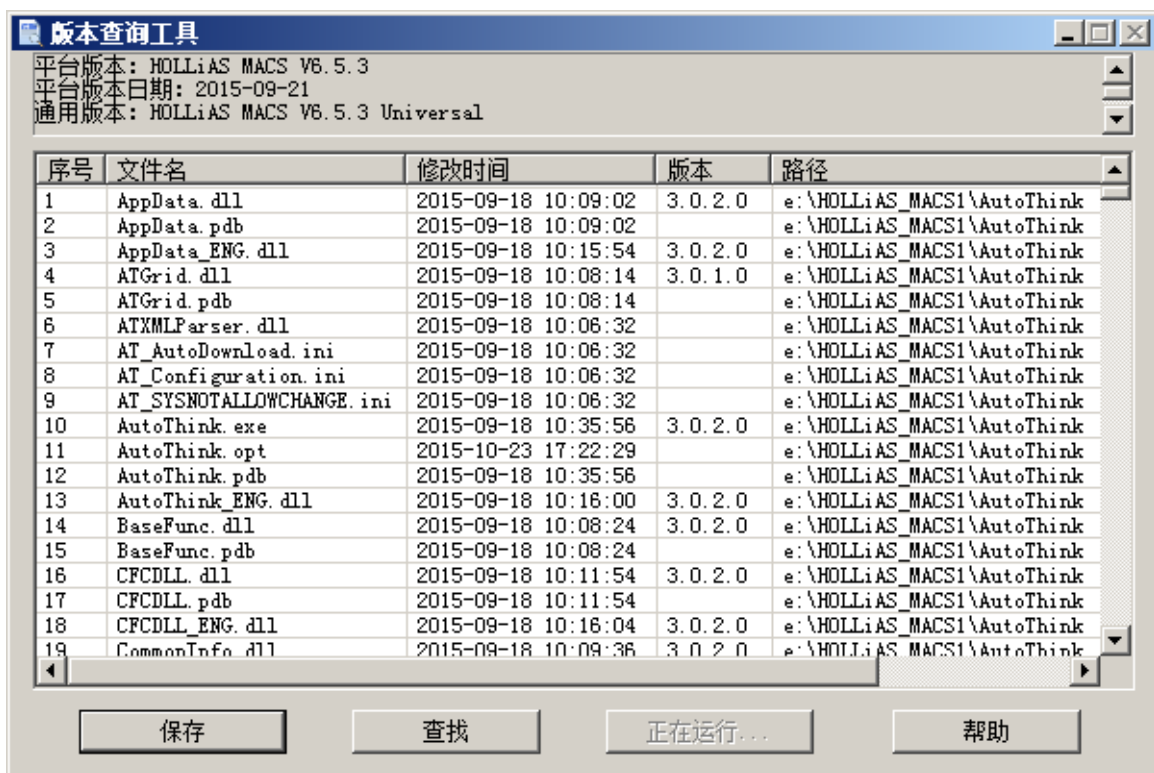 版本查询工具
平台版本: HOLLiAS MACS V6.5.3
平台版本日期: 2015-09-21
通用版本: HOLLiAS MACS V6.5.3 Universal
序号 文件名 修改时间 版本 路径
1 AppData.dll 2015-09-18 10:09:02 3.0.2.0 e:\HOLLiAS_MACS1\AutoThink
2 AppData.pdb 2015-09-18 10:09:02 e:\HOLLiAS_MACS1\AutoThink
3 AppData_ENG.dll 2015-09-18 10:15:54 3.0.2.0 e:\HOLLiAS_MACS1\AutoThink
4 ATGrid.dll 2015-09-18 10:08:14 3.0.1.0 e:\HOLLiAS_MACS1\AutoThink
5 ATGrid.pdb 2015-09-18 10:08:14 e:\HOLLiAS_MACS1\AutoThink
6 ATXMLParser.dll 2015-09-18 10:06:32 e:\HOLLiAS_MACS1\AutoThink
7 AT_AutoDownload.ini 2015-09-18 10:06:32 e:\HOLLiAS_MACS1\AutoThink
8 AT_Configuration.ini 2015-09-18 10:06:32 e:\HOLLiAS_MACS1\AutoThink
9 AT_SYSNOTALLOWCHANGE.ini 2015-09-18 10:06:32 e:\HOLLiAS_MACS1\AutoThink
10 AutoThink.exe 2015-09-18 10:35:56 3.0.2.0 e:\HOLLiAS_MACS1\AutoThink
11 AutoThink.opt 2015-10-23 17:22:29 e:\HOLLiAS_MACS1\AutoThink
12 AutoThink.pdb 2015-09-18 10:35:56 e:\HOLLiAS_MACS1\AutoThink
13 AutoThink_ENG.dll 2015-09-18 10:16:00 3.0.2.0 e:\HOLLiAS_MACS1\AutoThink
14 BaseFunc.dll 2015-09-18 10:08:24 3.0.2.0 e:\HOLLiAS_MACS1\AutoThink
15 BaseFunc.pdb 2015-09-18 10:08:24 e:\HOLLiAS_MACS1\AutoThink
16 CFCDLL.dll 2015-09-18 10:11:54 3.0.2.0 e:\HOLLiAS_MACS1\AutoThink
17 CFCDLL.pdb 2015-09-18 10:11:54 e:\HOLLiAS_MACS1\AutoThink
18 CFCDLL_ENG.dll 2015-09-18 10:16:04 3.0.2.0 e:\HOLLiAS_MACS1\AutoThink
19 CommonInfo.dll 2015-09-18 10:09:36 3.0.2.0 e:\HOLLiAS_MACS1\AutoThink
保存 查找 正在运行... 帮助